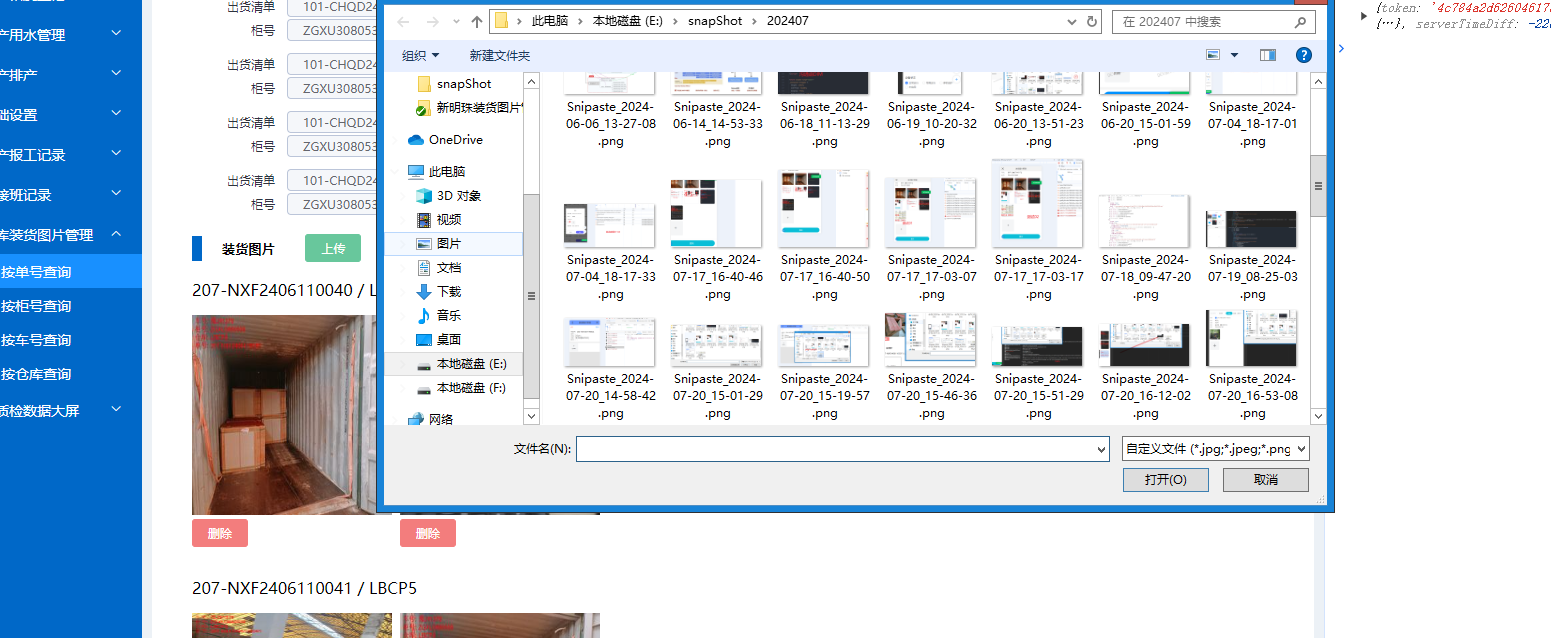 出货清单 101-CHQD24
柜号 ZGXU308053
出货清单 101-CHQD24
柜号 ZGXU308053
出货清单 101-CHQD24
柜号 ZGXU308053
出货清单 101-CHQD24
柜号 ZGXU308053
产用水管理
产排产
础设置
产报工记录
接班记录
库装货图片管理
按单号查询
按柜号查询
按车号查询
按仓库查询
质检数据大屏
装货图片 上传
207-NXF2406110040 / L
删除 删除
207-NXF2406110041 / LBCP5
此电脑 本地磁盘 (E:) snapShot 202407
在 202407 中搜索
组织 新建文件夹
snapShot
新明珠装货图片
OneDrive
此电脑
3D 对象
视频
图片
文档
下载
音乐
桌面
本地磁盘 (E:)
本地磁盘 (F:)
网络
Snipaste_2024-06-06_13-27-08.png
Snipaste_2024-06-14_14-53-33.png
Snipaste_2024-06-18_11-13-29.png
Snipaste_2024-06-19_10-20-32.png
Snipaste_2024-06-20_13-51-23.png
Snipaste_2024-06-20_15-01-59.png
Snipaste_2024-07-04_18-17-01.png
Snipaste_2024-07-04_18-17-33.png
Snipaste_2024-07-17_16-40-46.png
Snipaste_2024-07-17_16-40-50.png
Snipaste_2024-07-17_17-03-07.png
Snipaste_2024-07-17_17-03-17.png
Snipaste_2024-07-18_09-47-20.png
Snipaste_2024-07-19_08-25-03.png
Snipaste_2024-07-20_14-58-42.png
Snipaste_2024-07-20_15-01-29.png
Snipaste_2024-07-20_15-19-57.png
Snipaste_2024-07-20_15-46-36.png
Snipaste_2024-07-20_15-51-29.png
Snipaste_2024-07-20_16-12-02.png
Snipaste_2024-07-20_16-53-08.png
文件名(N): 自定义文件 (*.jpg;*.jpeg;*.png
打开(O) 取消
{token: '4c784a2d6260461
{…}, serverTimeDiff: -22